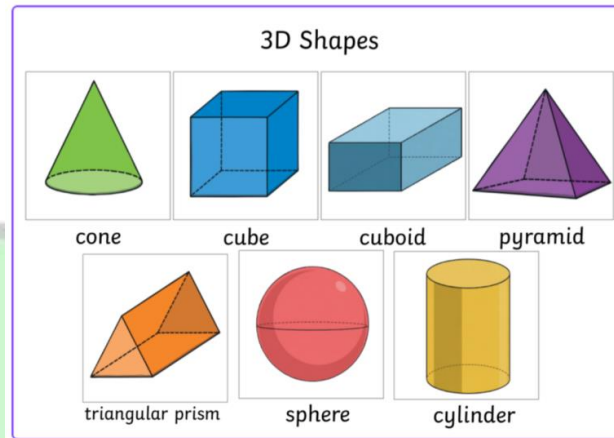 3D Shapes
cone
cube
cuboid
pyramid
triangular prism
sphere
cylinder